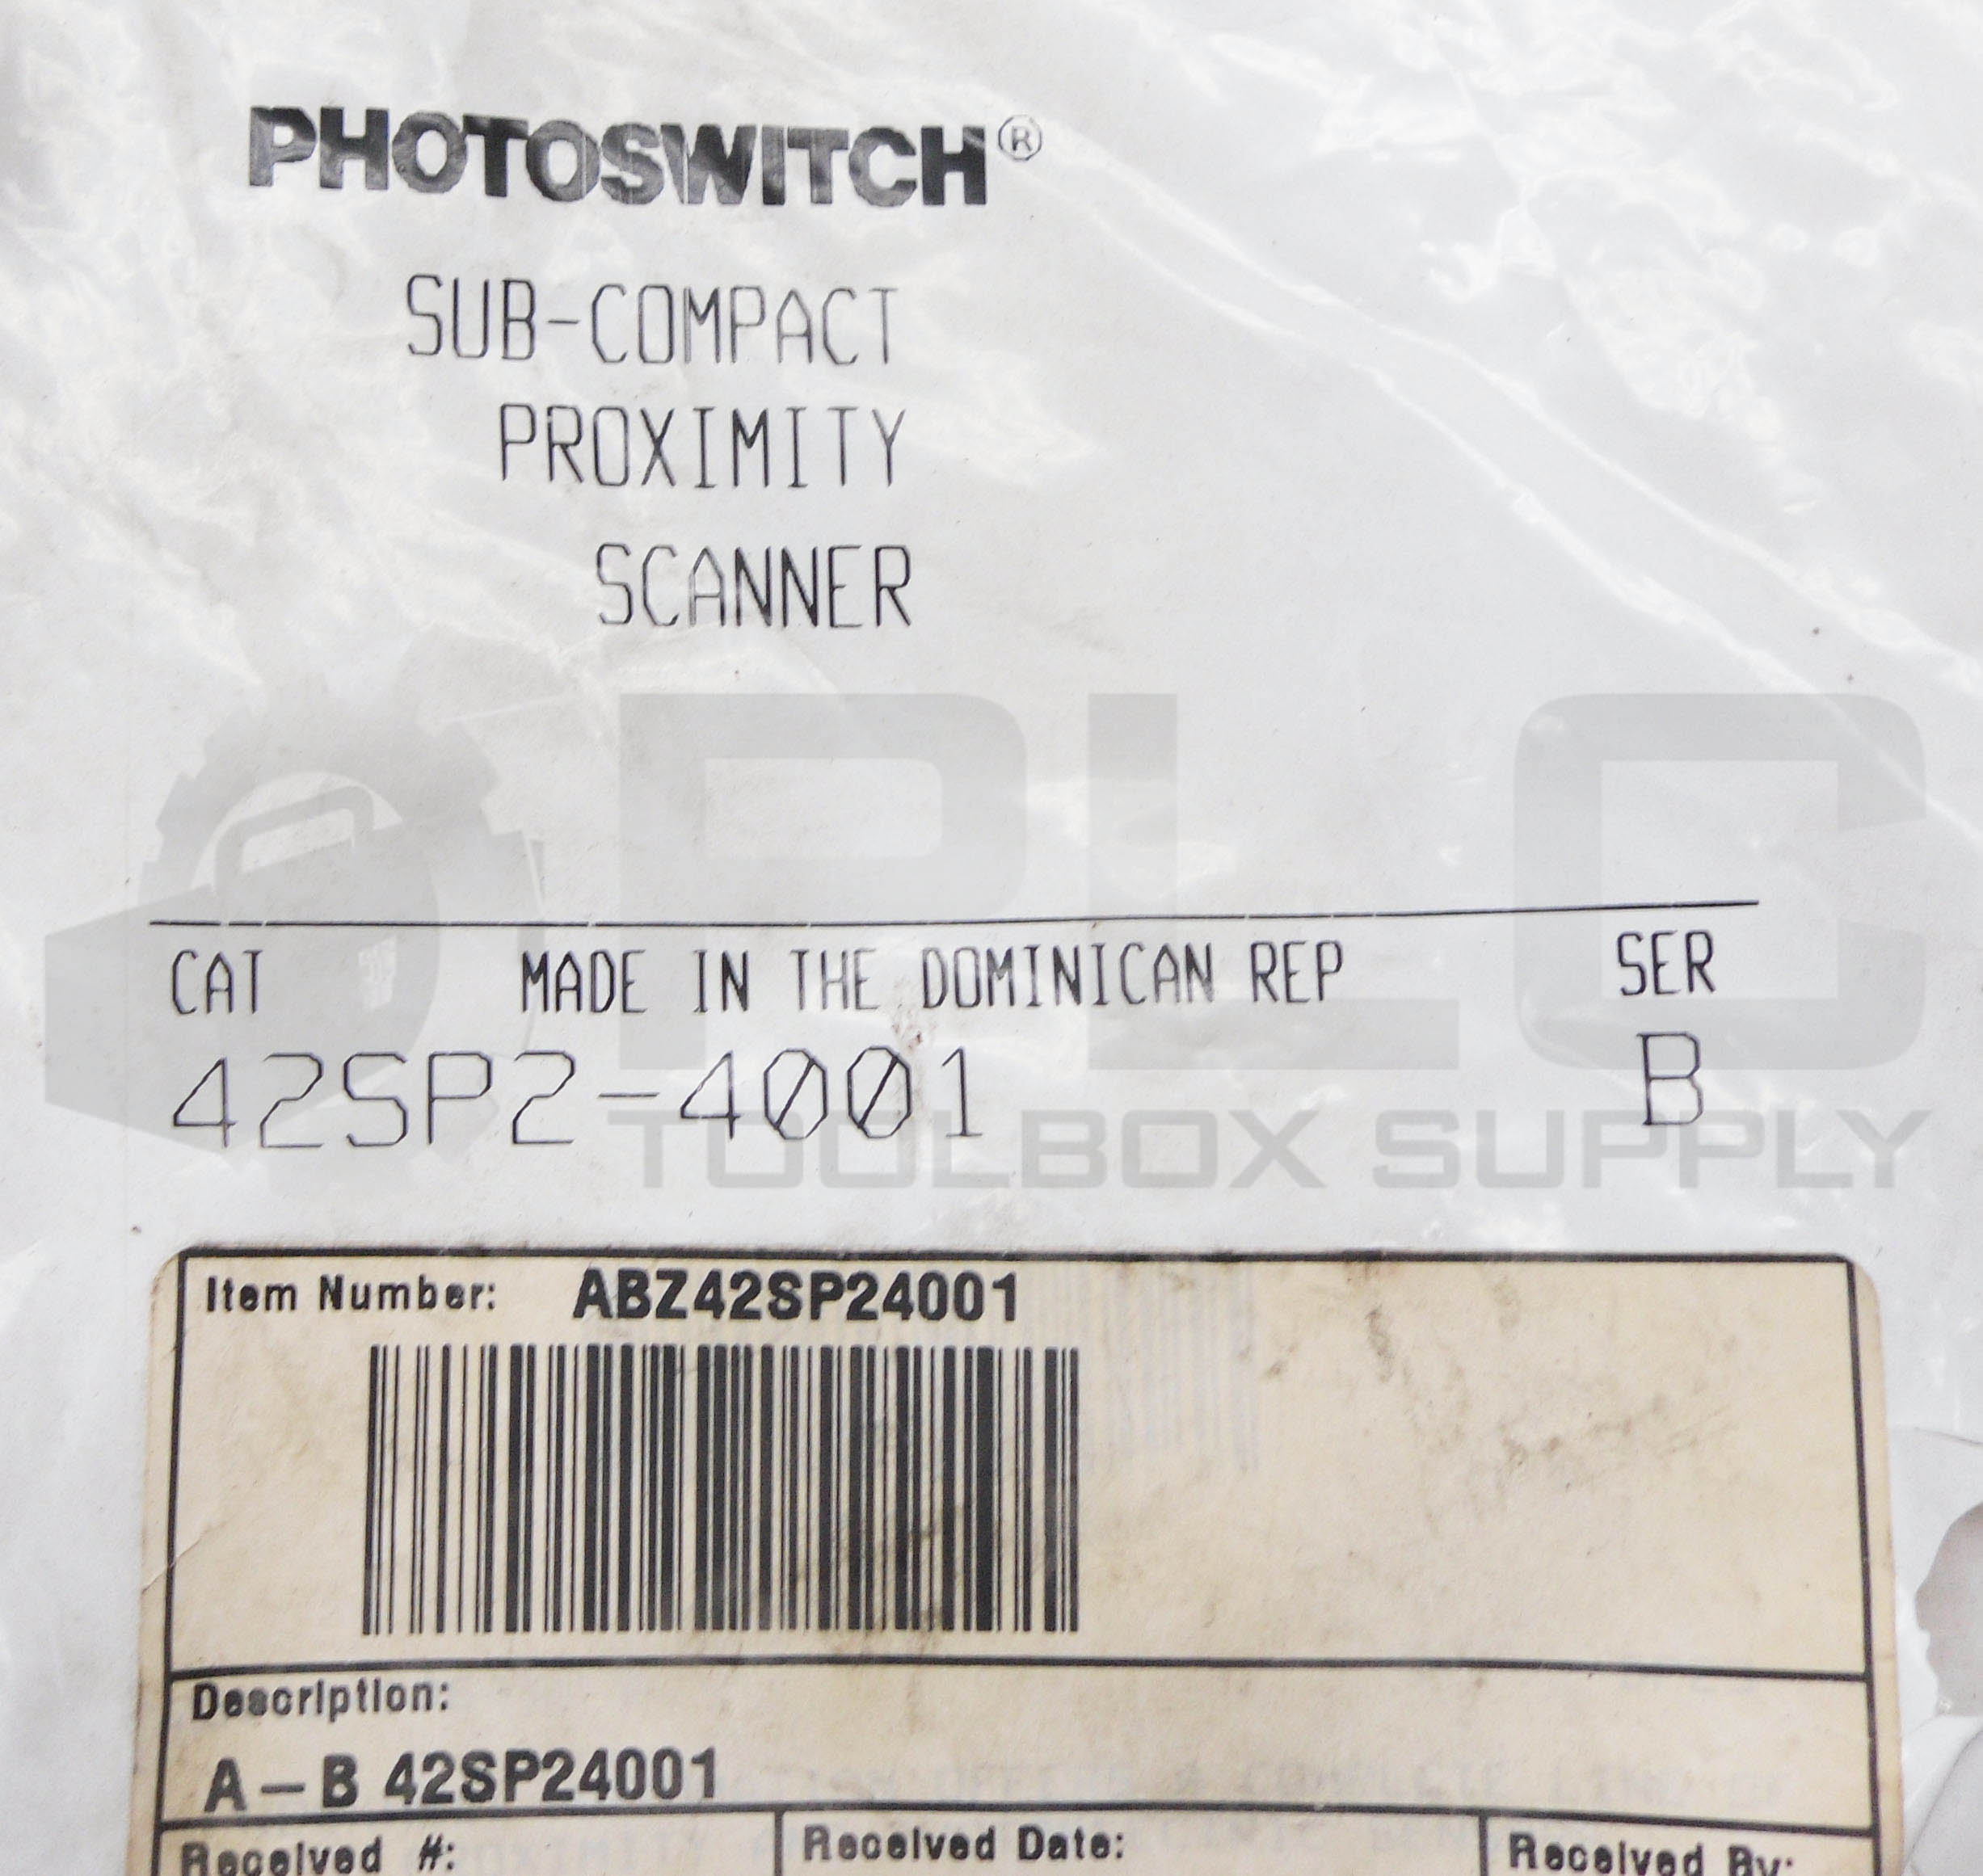 PHOTOSWITCH®
SUB-COMPACT
PROXIMITY
SCANNER
PLC
CAT MADE IN THE DOMINICAN REP SER
42SP2-4001 B
TOOLBOX SUPPLY
Item Number: ABZ42SP24001
Description:
A-B 42SP24001
Received #: Received Date: Received By: